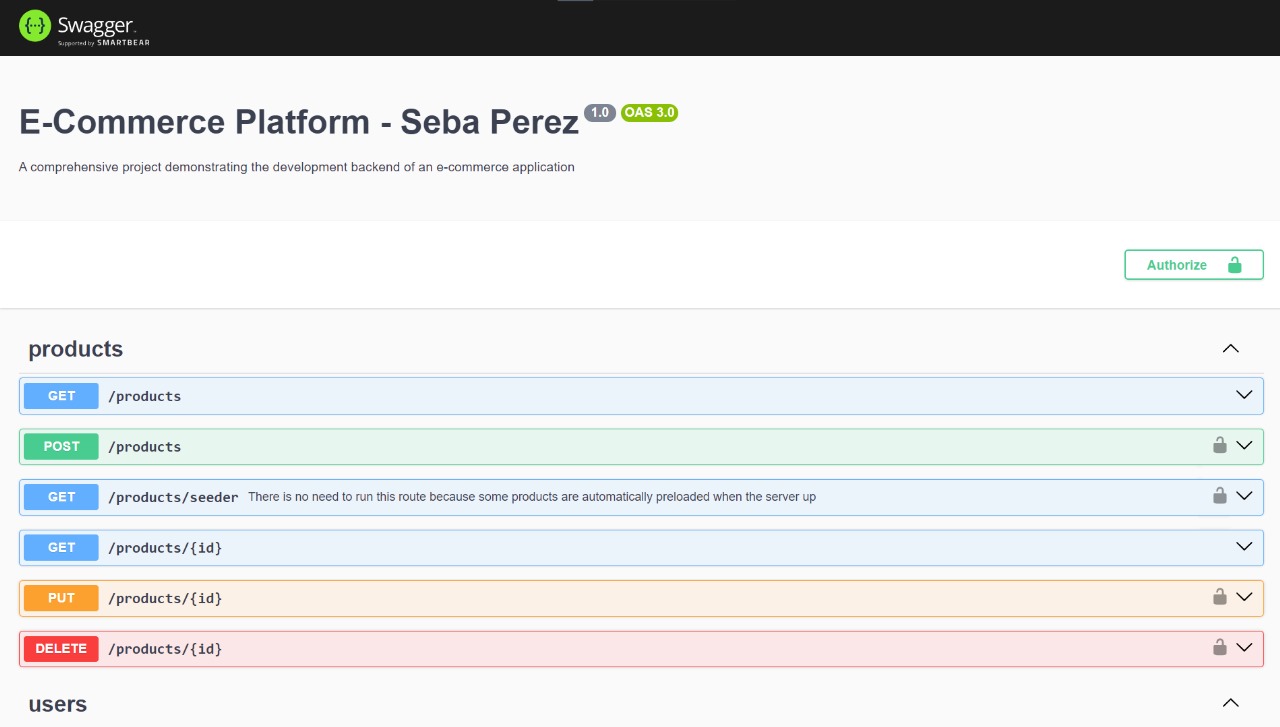 {···} Swagger.
Supported by SMARTBEAR
E-Commerce Platform - Seba Perez 1.0 OAS 3.0
A comprehensive project demonstrating the development backend of an e-commerce application
Authorize
products
GET /products
POST /products
GET /products/seeder There is no need to run this route because some products are automatically preloaded when the server up
GET /products/{id}
PUT /products/{id}
DELETE /products/{id}
users